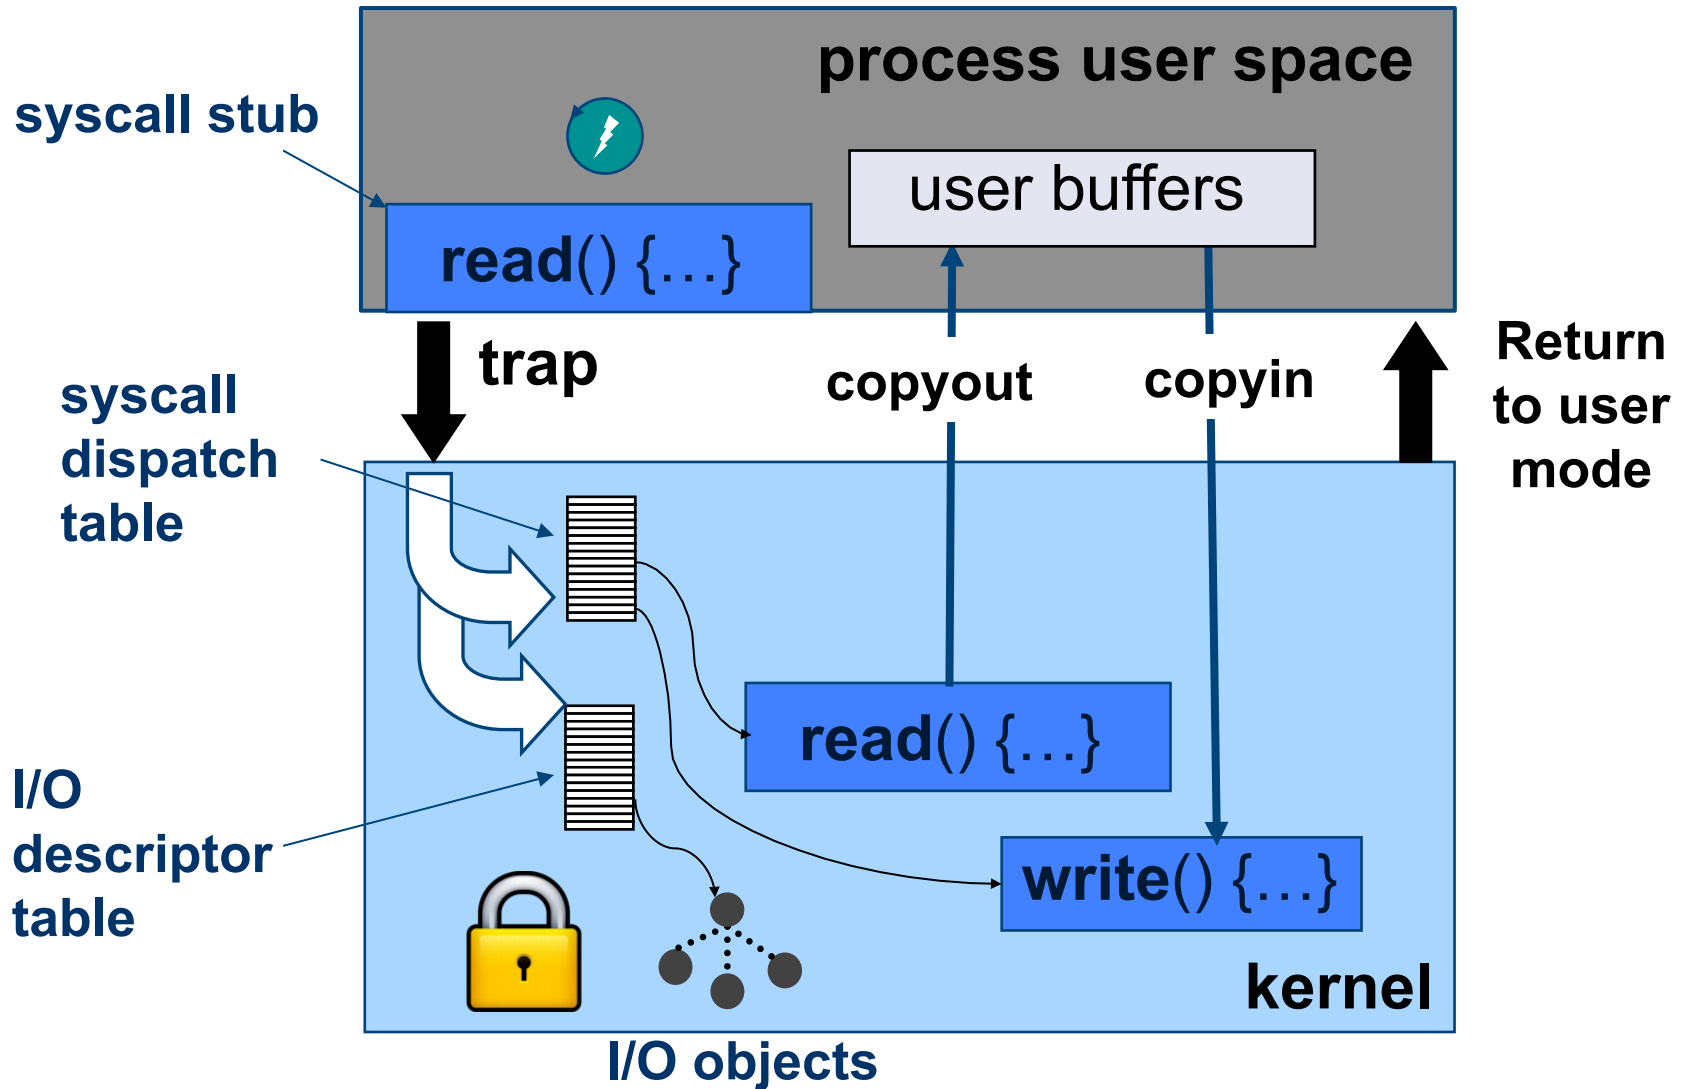 process user space
syscall stub
user buffers
read() {…}
trap
copyout
copyin
Return
to user
mode
syscall
dispatch
table
read() {…}
I/O
descriptor
table
write() {…}
kernel
I/O objects